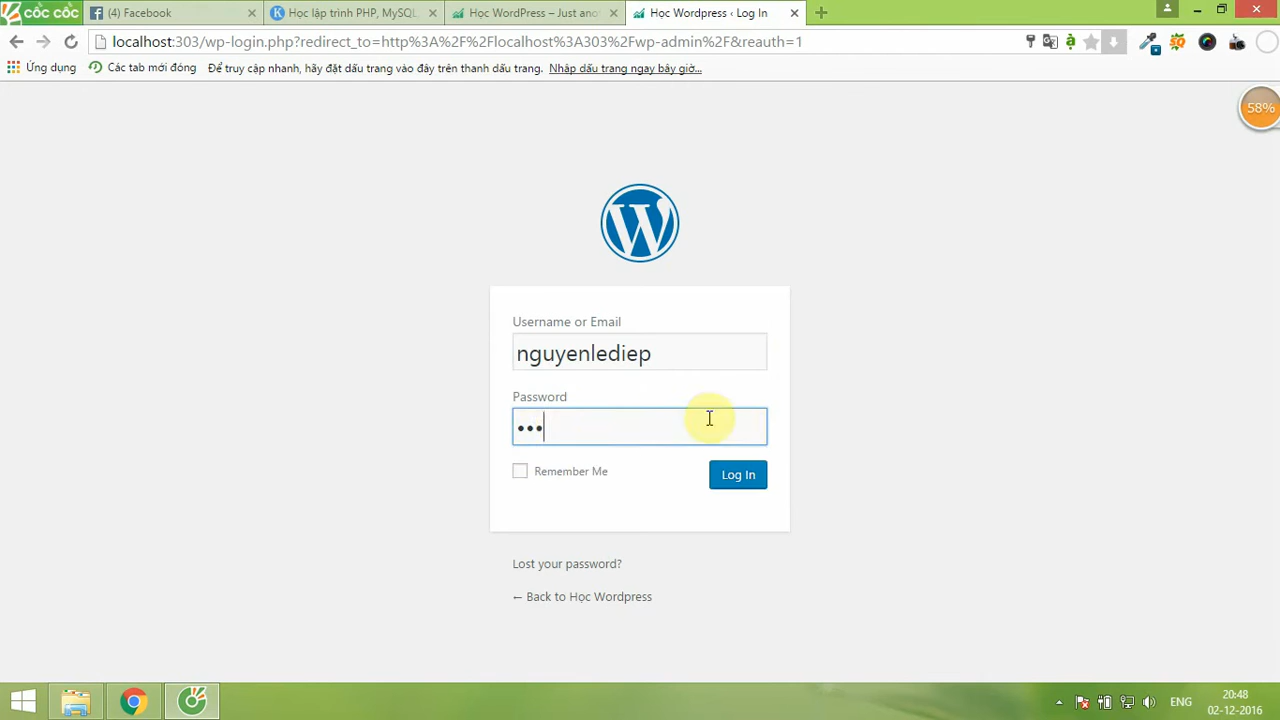 CỐC CỐC
(4) Facebook
Học lập trình PHP, MySQL,
Học WordPress – Just anot
Học Wordpress ‹ Log In
localhost:303/wp-login.php?redirect_to=http%3A%2F%2Flocalhost%3A303%2Fwp-admin%2F&reauth=1
Ứng dụng
Các tab mới đóng
Để truy cập nhanh, hãy đặt dấu trang vào đây trên thanh dấu trang.
Nhập dấu trang ngay bây giờ...
58%
Username or Email
nguyenlediep
Password
•••
Remember Me
Log In
Lost your password?
← Back to Học Wordpress
ENG
20:48
02-12-2016